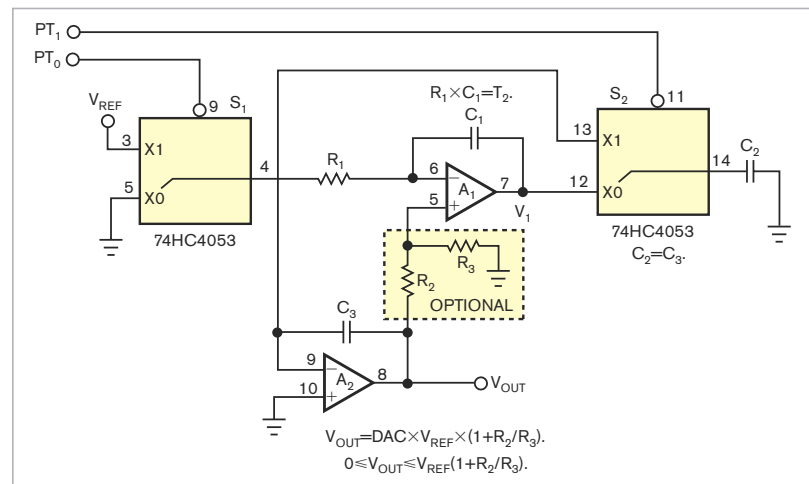 PT1
PT0
VREF
9
S1
3
X1
5
X0
4
74HC4053
R1
R1×C1=T2.
C1
6
−
A1
7
5
+
V1
S2
11
13
X1
12
X0
14
C2
74HC4053
C2=C3.
R3
R2
OPTIONAL
C3
9
−
A2
8
10
+
VOUT
VOUT=DAC×VREF×(1+R2/R3).
0≤VOUT≤VREF(1+R2/R3).